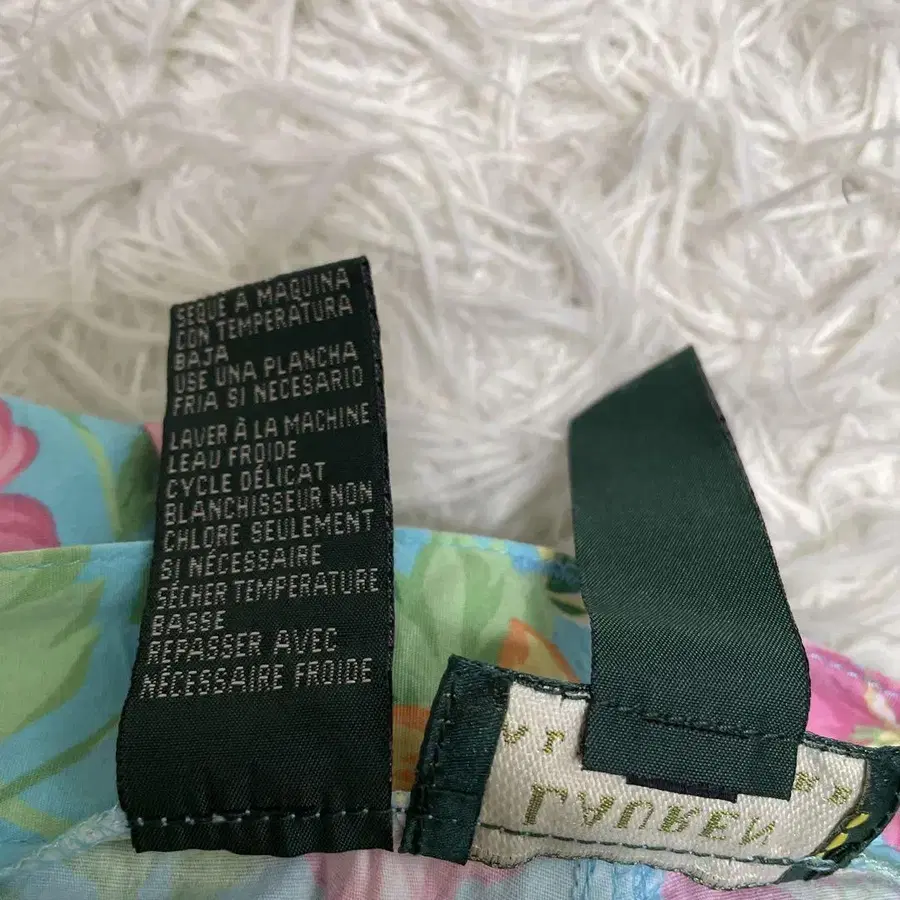 SEQUE A MAQUINA
CON TEMPERATURA
BAJA
USE UNA PLANCHA
FRIA SI NECESARIO
LAVER À LA MACHINE
LEAU FROIDE
CYCLE DÉLICAT
BLANCHISSEUR NON
CHLORE SEULEMENT
SI NÉCESSAIRE
SÉCHER TEMPERATURE
BASSE
REPASSER AVEC
NÉCESSAIRE FROIDE
LAUREN